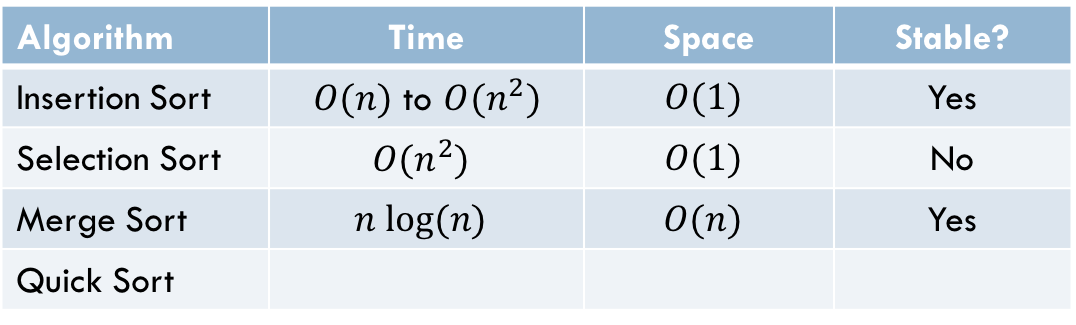 Algorithm Time Space Stable?
Insertion Sort O(n) to O(n²) O(1) Yes
Selection Sort O(n²) O(1) No
Merge Sort n log(n) O(n) Yes
Quick Sort